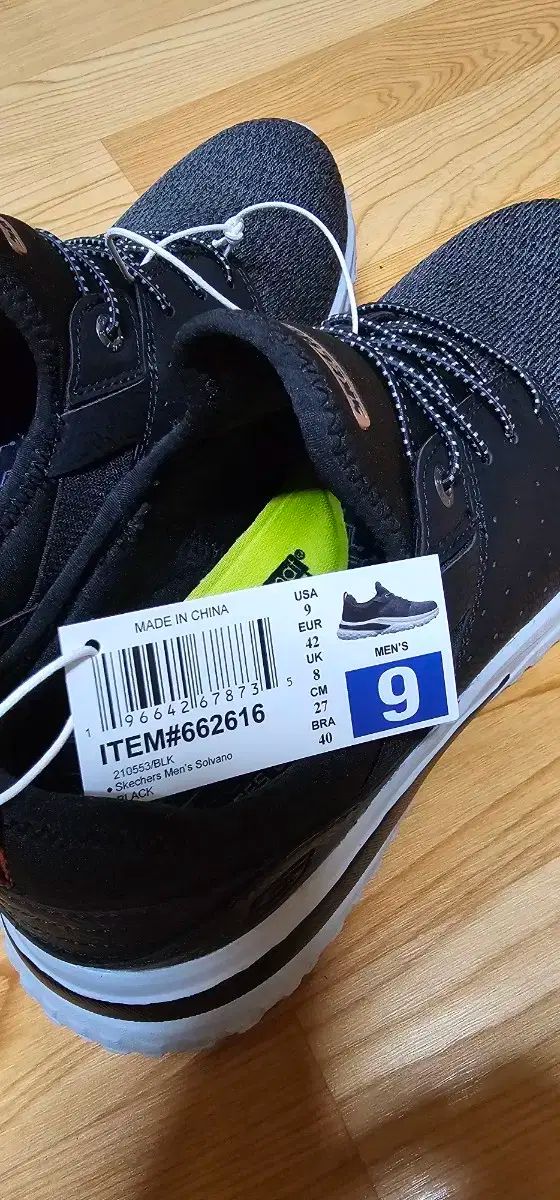 MADE IN CHINA
1 96642 67873 5
ITEM#662616
210553/BLK
• Skechers Men's Solvano
BLACK
USA
9
EUR
42
UK
8
CM
27
BRA
40
MEN'S
9